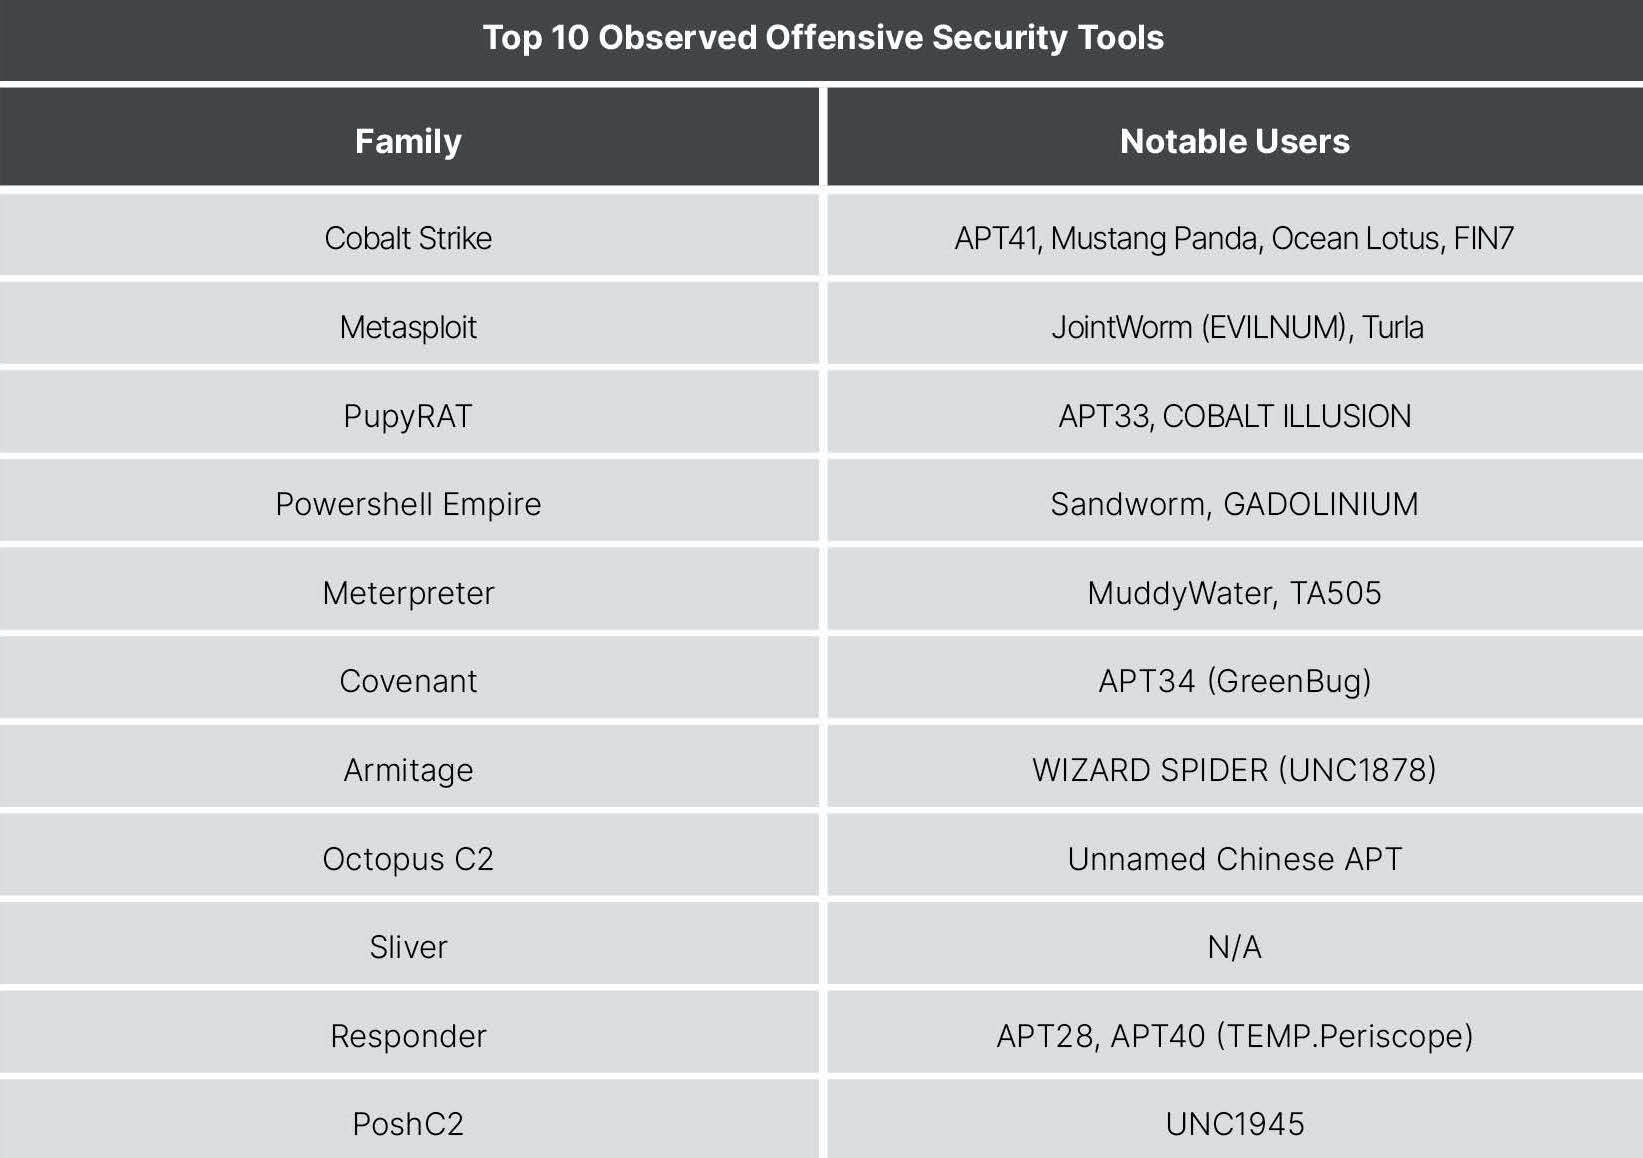 Top 10 Observed Offensive Security Tools
Family Notable Users
Cobalt Strike APT41, Mustang Panda, Ocean Lotus, FIN7
Metasploit JointWorm (EVILNUM), Turla
PupyRAT APT33, COBALT ILLUSION
Powershell Empire Sandworm, GADOLINIUM
Meterpreter MuddyWater, TA505
Covenant APT34 (GreenBug)
Armitage WIZARD SPIDER (UNC1878)
Octopus C2 Unnamed Chinese APT
Sliver N/A
Responder APT28, APT40 (TEMP.Periscope)
PoshC2 UNC1945